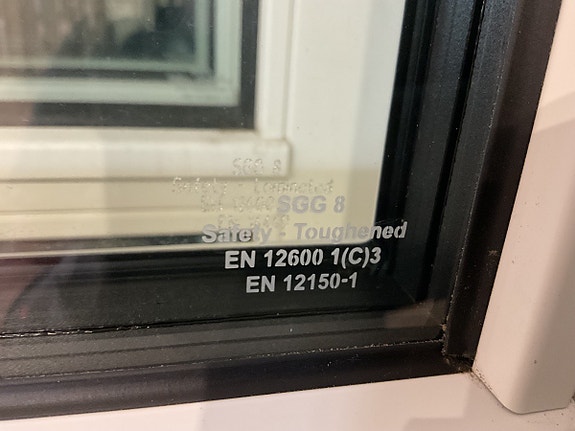 SGG 8
Safety - Toughened
EN 12600 1(C)3
EN 12150-1